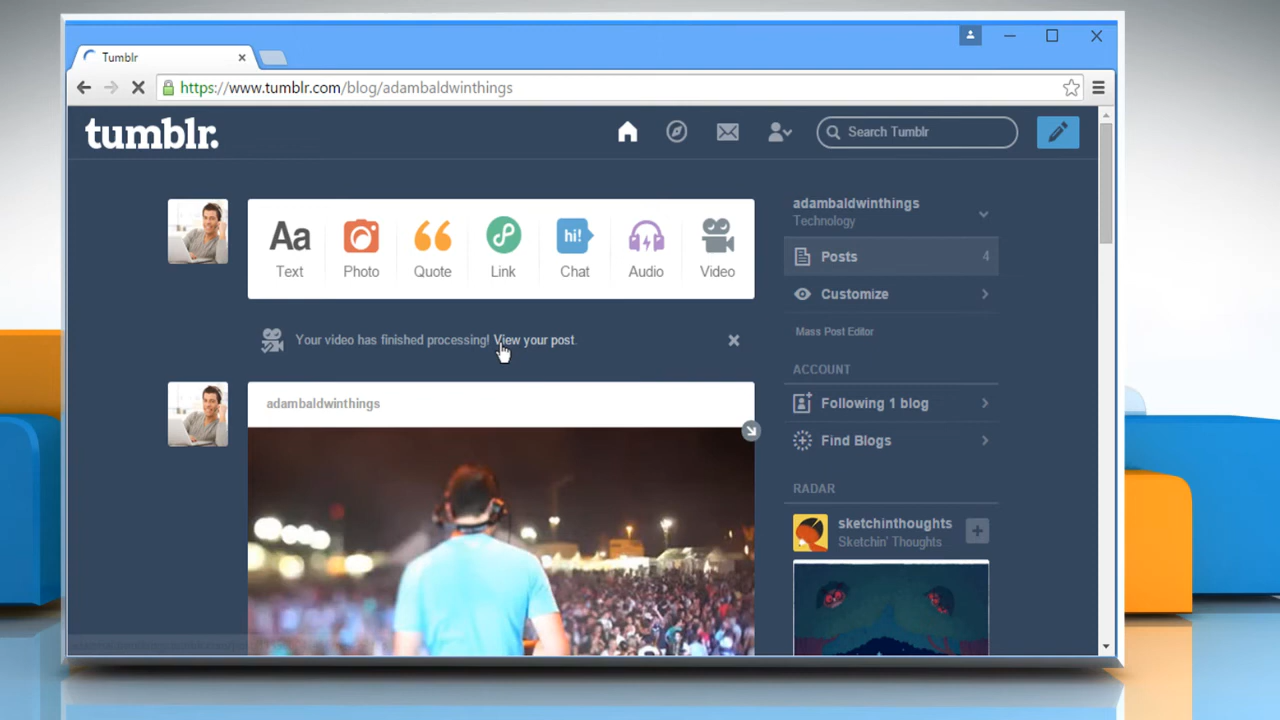 Tumblr
https://www.tumblr.com/blog/adambaldwinthings
tumblr.
Search Tumblr
Aa
hi!
Text
Photo
Quote
Link
Chat
Audio
Video
Your video has finished processing! View your post.
adambaldwinthings
adambaldwinthings
Technology
Posts 4
Customize
Mass Post Editor
ACCOUNT
Following 1 blog
Find Blogs
RADAR
sketchinthoughts
Sketchin' Thoughts